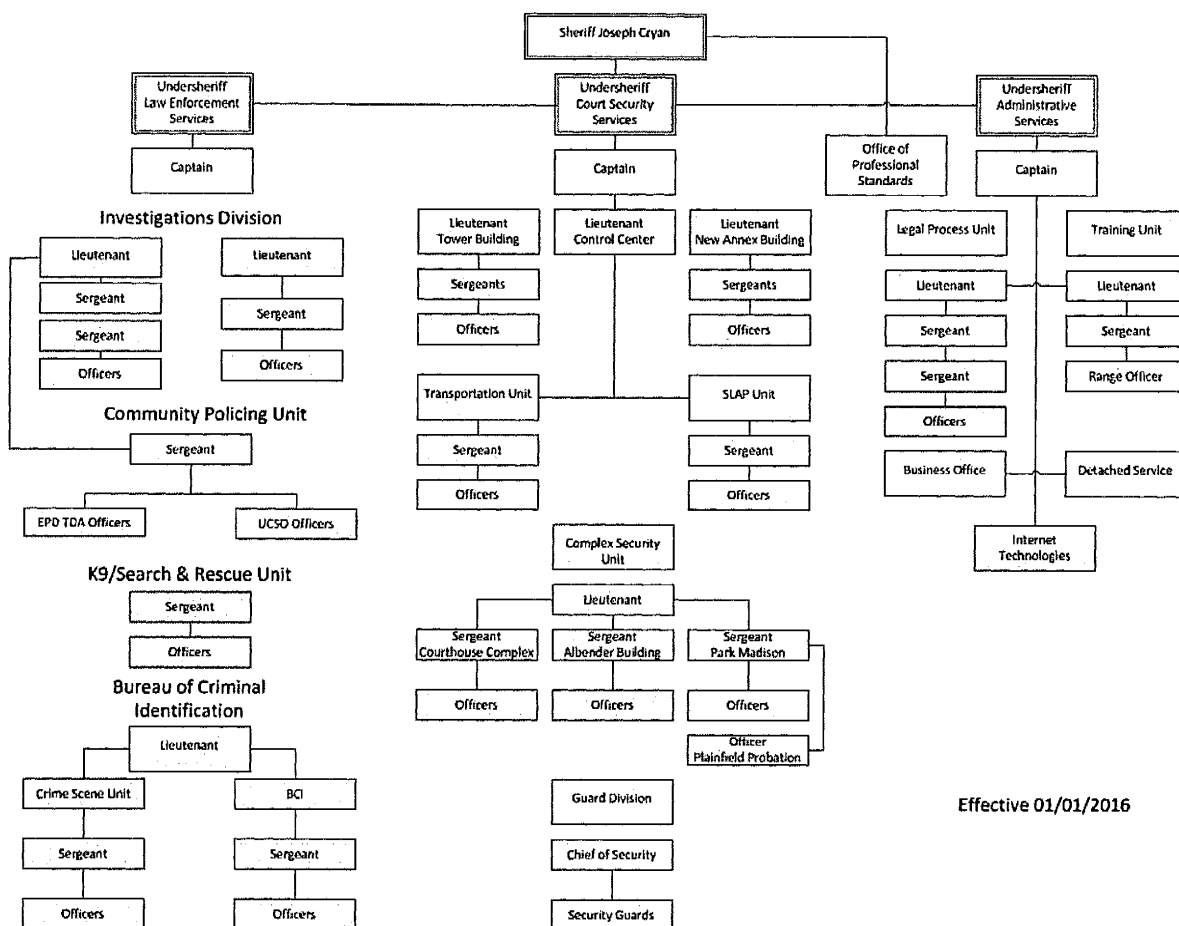 Sheriff Joseph Cryan
Undersheriff
Law Enforcement
Services
Undersheriff
Court Security
Services
Undersheriff
Administrative
Services
Office of
Professional
Standards
Captain
Captain
Captain
Investigations Division
Lieutenant
Sergeant
Sergeant
Officers
Lieutenant
Sergeant
Officers
Community Policing Unit
Sergeant
EPD TDA Officers
UCSO Officers
K9/Search & Rescue Unit
Sergeant
Officers
Bureau of Criminal
Identification
Lieutenant
Crime Scene Unit
Sergeant
Officers
BCI
Sergeant
Officers
Lieutenant
Tower Building
Sergeants
Officers
Lieutenant
Control Center
Lieutenant
New Annex Building
Sergeants
Officers
Transportation Unit
Sergeant
Officers
SLAP Unit
Sergeant
Officers
Complex Security
Unit
Lieutenant
Sergeant
Courthouse Complex
Officers
Sergeant
Albender Building
Officers
Sergeant
Park Madison
Officers
Officer
Plainfield Probation
Guard Division
Chief of Security
Security Guards
Legal Process Unit
Lieutenant
Sergeant
Sergeant
Officers
Training Unit
Lieutenant
Sergeant
Range Officer
Business Office
Detached Service
Internet
Technologies
Effective 01/01/2016